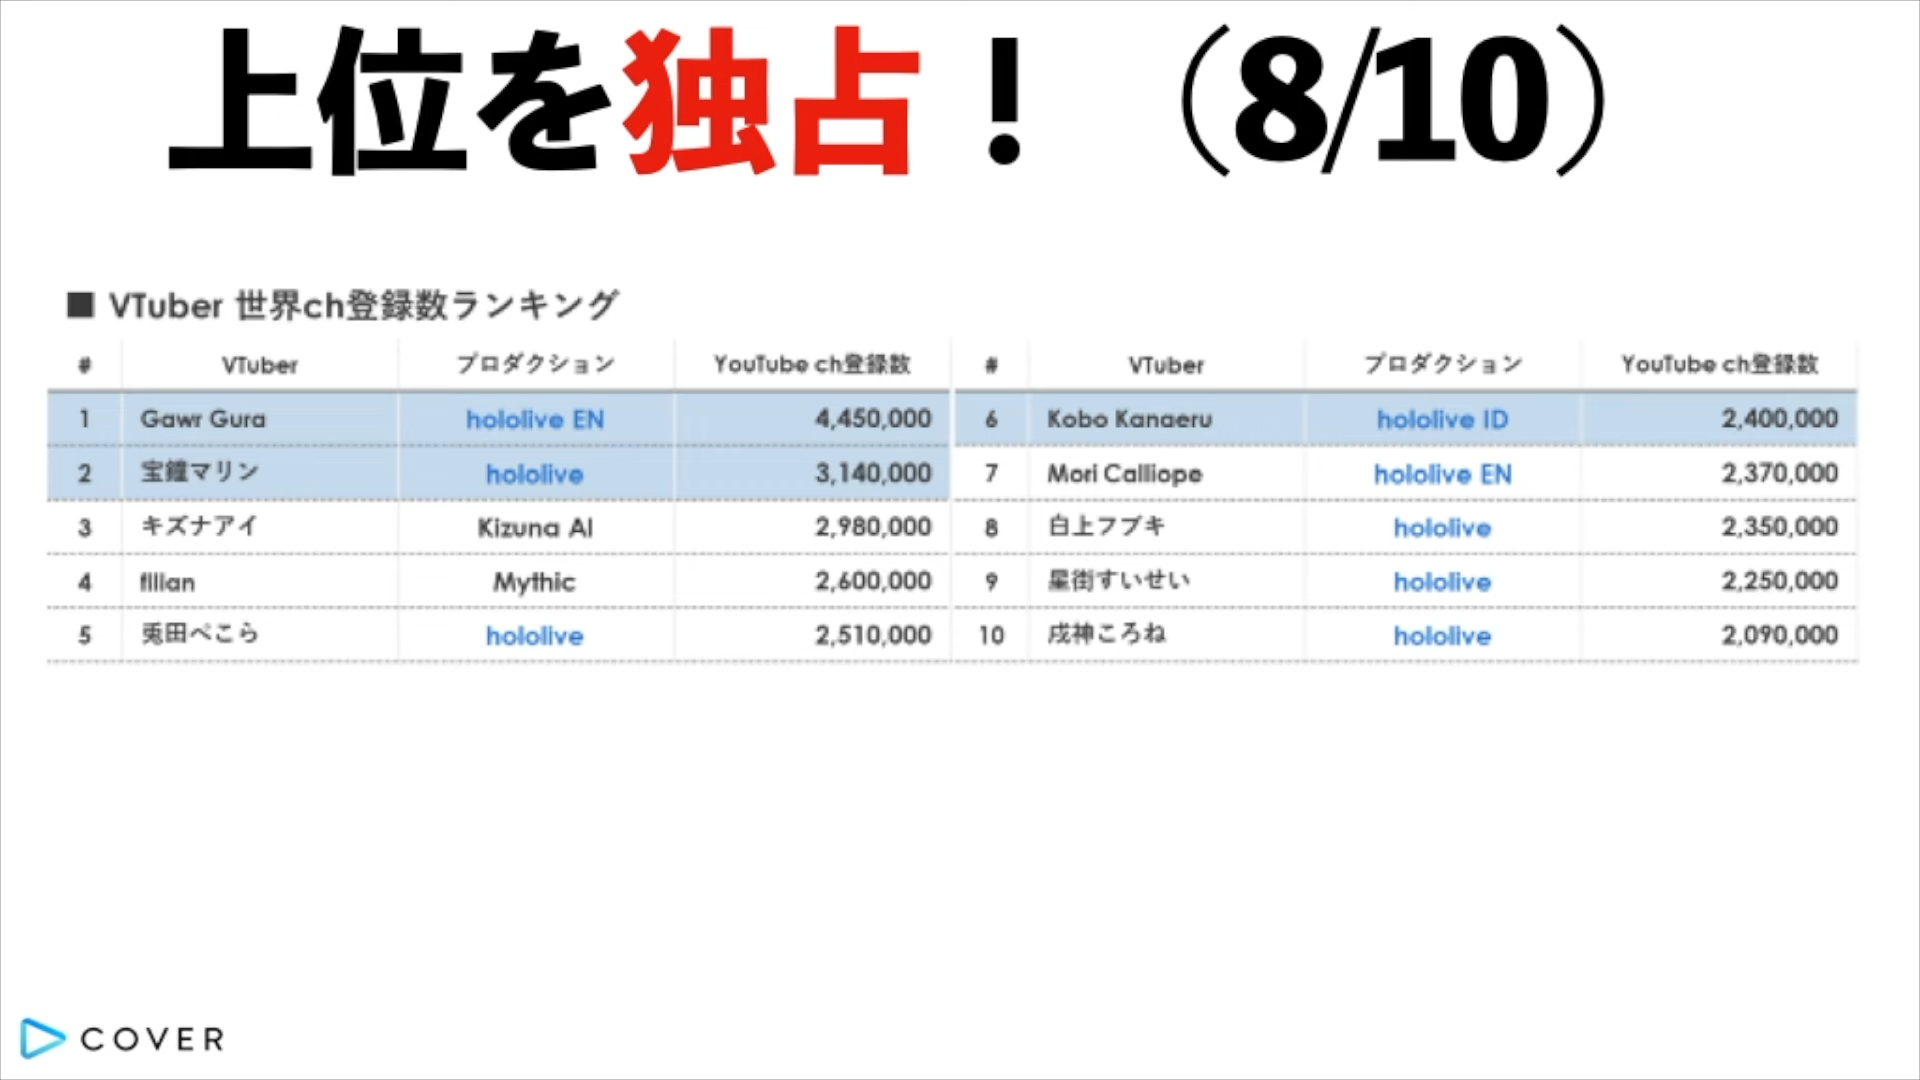 上位を独占！（8/10）
■ VTuber 世界ch登録数ランキング
# VTuber プロダクション YouTube ch登録数 # VTuber プロダクション YouTube ch登録数
1 Gawr Gura hololive EN 4,450,000 6 Kobo Kanaeru hololive ID 2,400,000
2 宝鐘マリン hololive 3,140,000 7 Mori Calliope hololive EN 2,370,000
3 キズナアイ Kizuna AI 2,980,000 8 白上フブキ hololive 2,350,000
4 filian Mythic 2,600,000 9 星街すいせい hololive 2,250,000
5 兎田ぺこら hololive 2,510,000 10 戌神ころね hololive 2,090,000
COVER